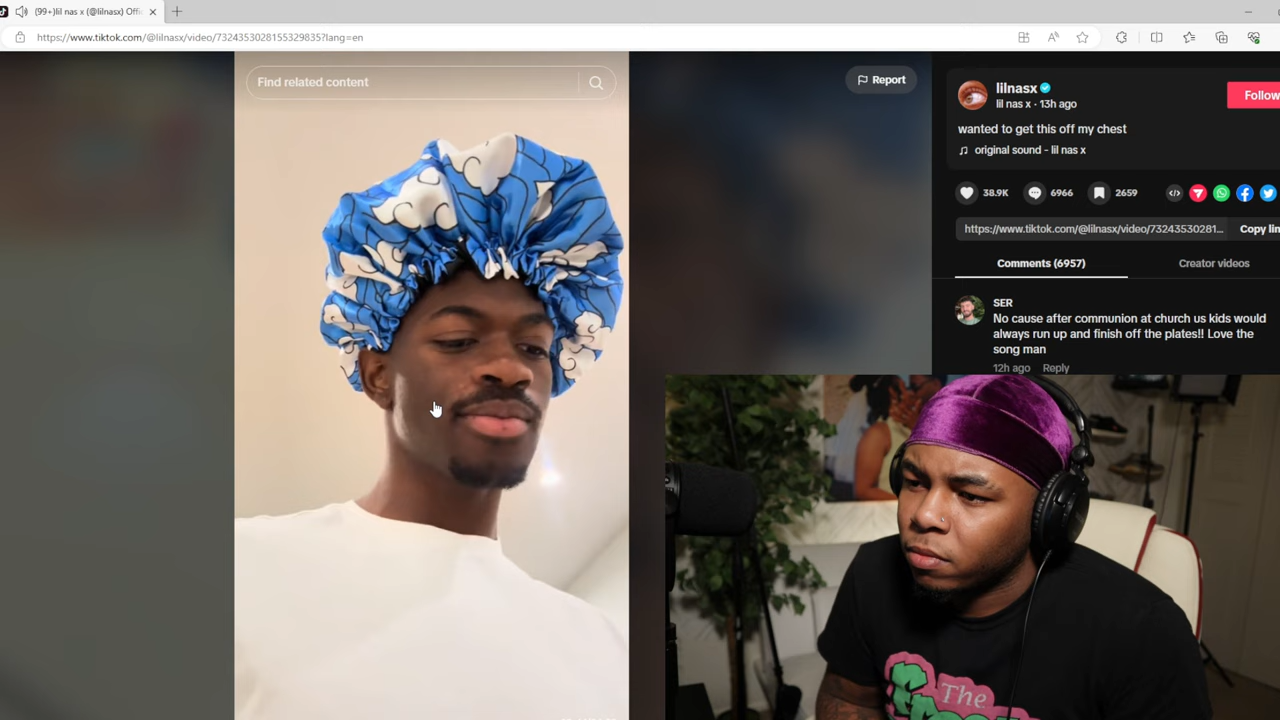 (99+)lil nas x (@lilnasx) Offi
https://www.tiktok.com/@lilnasx/video/7324353028155329835?lang=en
Find related content
Report
lilnasx
lil nas x · 13h ago
Follow
wanted to get this off my chest
original sound - lil nas x
38.9K
6966
2659
https://www.tiktok.com/@lilnasx/video/73243530281...
Copy lin
Comments (6957)
Creator videos
SER
No cause after communion at church us kids would
always run up and finish off the plates!! Love the
song man
12h ago
Reply
The